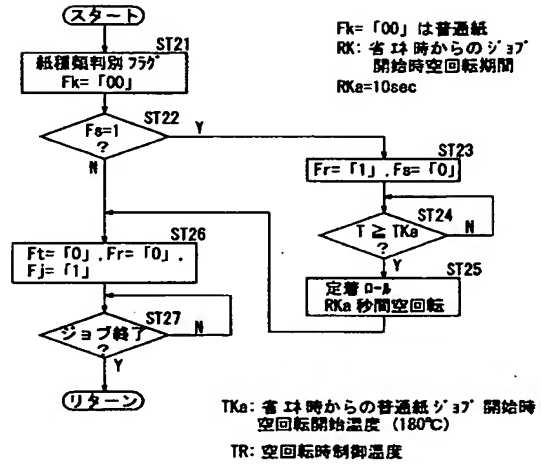 スタート
ST21
紙種類判別 フラグ
Fk=「00」
ST22
Fs=1
?
Y
N
Fk=「00」は普通紙
RK: 省エネ時からのジョブ
開始時空回転期間
RKa=10sec
ST23
Fr=「1」,Fs=「0」
ST24
T ≧ TKa
?
N
Y
ST25
定着 ロール
RKa 秒間空回転
ST26
Ft=「0」,Fr=「0」,
Fj=「1」
ST27
ジョブ終了
?
N
Y
リターン
TKa: 省エネ時からの普通紙ジョブ 開始時
空回転開始温度 (180℃)
TR: 空回転時制御温度